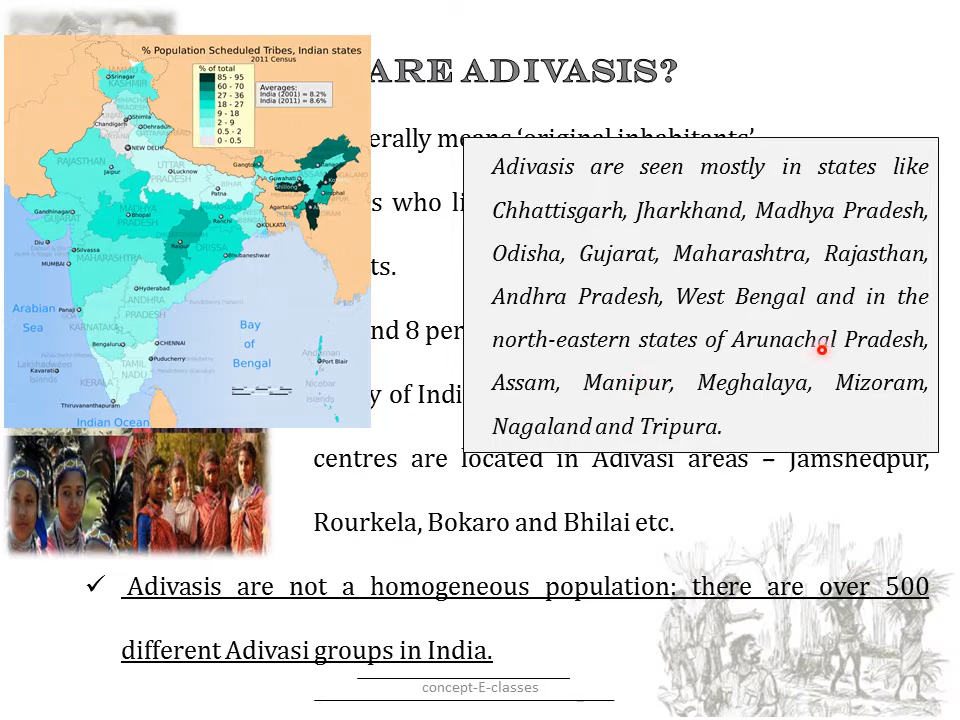 ARE ADIVASIS?
% Population Scheduled Tribes, Indian states
2011 Census
% of total
85 - 95
60 - 70
27 - 36
18 - 27
9 - 18
2 - 9
0.5 - 2
0 - 0.5
Averages:
India (2001) = 8.2%
India (2011) = 8.6%
JAMMU &
KASHMIR
Srinagar
Shimla
Chandigarh
Dehradun
NEW DELHI
RAJASTHAN
Jaipur
UTTAR
PRADESH
Lucknow
BIHAR
Patna
Gangtok
Guwahati
Shillong
Imphal
Agartala
Gandhinagar
GUJARAT
MADHYA
PRADESH
Bhopal
Ranchi
KOLKATA
Raipur
ORISSA
Bhubaneswar
Diu
Silvassa
MUMBAI
MAHARASHTRA
Hyderabad
ANDHRA
PRADESH
Arabian
Sea
Panaji
KARNATAKA
Bay
of
Bengal
Bengaluru
CHENNAI
Lakshadweep
Islands
Kavaratti
Puducherry
TAMIL
NADU
KERALA
Andaman
Port Blair
Nicobar
Islands
Thiruvananthapuram
Indian Ocean
erally me 'original inhabitants'
s who li
ts.
nd 8 per
y of Indi
Adivasis are seen mostly in states like
Chhattisgarh, Jharkhand, Madhya Pradesh,
Odisha, Gujarat, Maharashtra, Rajasthan,
Andhra Pradesh, West Bengal and in the
north-eastern states of Arunachal Pradesh,
Assam, Manipur, Meghalaya, Mizoram,
Nagaland and Tripura.
centres are located in Adivasi areas – Jamshedpur,
Rourkela, Bokaro and Bhilai etc.
✓ Adivasis are not a homogeneous population: there are over 500
different Adivasi groups in India.
concept-E-classes